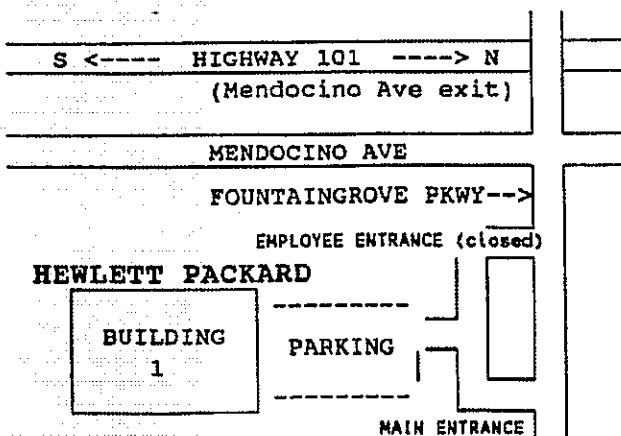 S <---- HIGHWAY 101 ----> N
(Mendocino Ave exit)
MENDOCINO AVE
FOUNTAINGROVE PKWY-->
EMPLOYEE ENTRANCE (closed)
HEWLETT PACKARD
BUILDING
1
PARKING
MAIN ENTRANCE